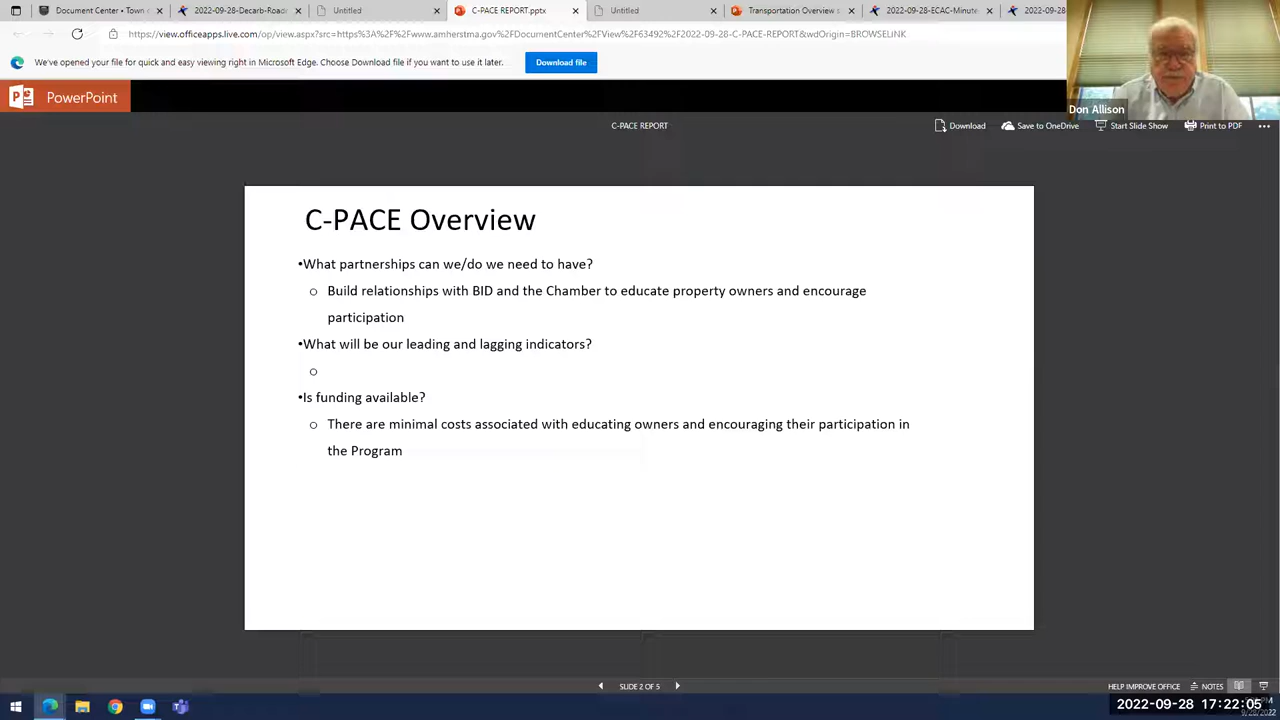 Document Center • Town
2022-09-28-Decarb-Road
Untitled
C-PACE REPORT.pptx
Untitled
Transportation Overview s
2022-09-28-ECAC-Minute
2022-09-28
https://view.officeapps.live.com/op/view.aspx?src=https%3A%2F%2Fwww.amherstma.gov%2FDocumentCenter%2FView%2F63492%2F2022-09-28-C-PACE-REPORT&wdOrigin=BROWSELINK
We've opened your file for quick and easy viewing right in Microsoft Edge. Choose Download file if you want to use it later.
Download file
Don Allison
PowerPoint
C-PACE REPORT
Download
Save to OneDrive
Start Slide Show
Print to PDF
C-PACE Overview
•What partnerships can we/do we need to have?
o Build relationships with BID and the Chamber to educate property owners and encourage
participation
•What will be our leading and lagging indicators?
o
•Is funding available?
o There are minimal costs associated with educating owners and encouraging their participation in
the Program
SLIDE 2 OF 5
HELP IMPROVE OFFICE
NOTES
2022-09-28 17:22:05